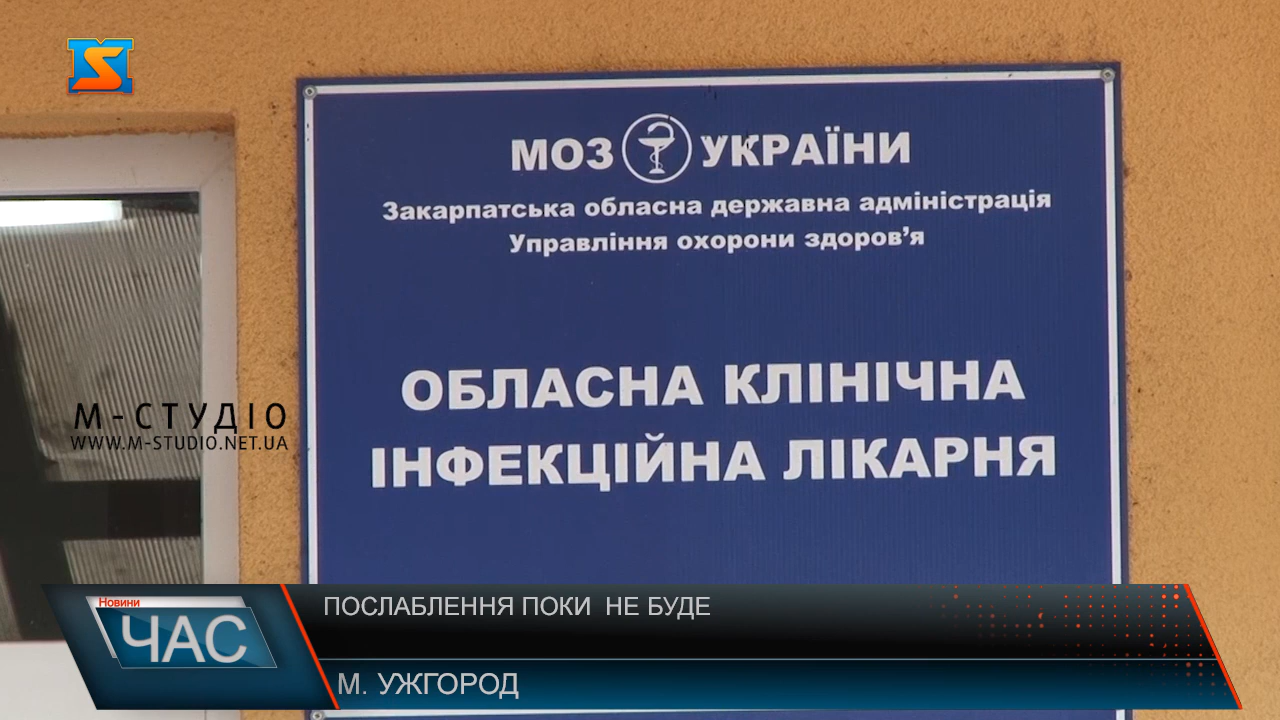 МОЗ УКРАЇНИ
Закарпатська обласна державна адміністрація
Управління охорони здоров’я
ОБЛАСНА КЛІНІЧНА
ІНФЕКЦІЙНА ЛІКАРНЯ
М-СТУДІО
WWW.M-STUDIO.NET.UA
Новини
ЧАС
ПОСЛАБЛЕННЯ ПОКИ НЕ БУДЕ
М. УЖГОРОД